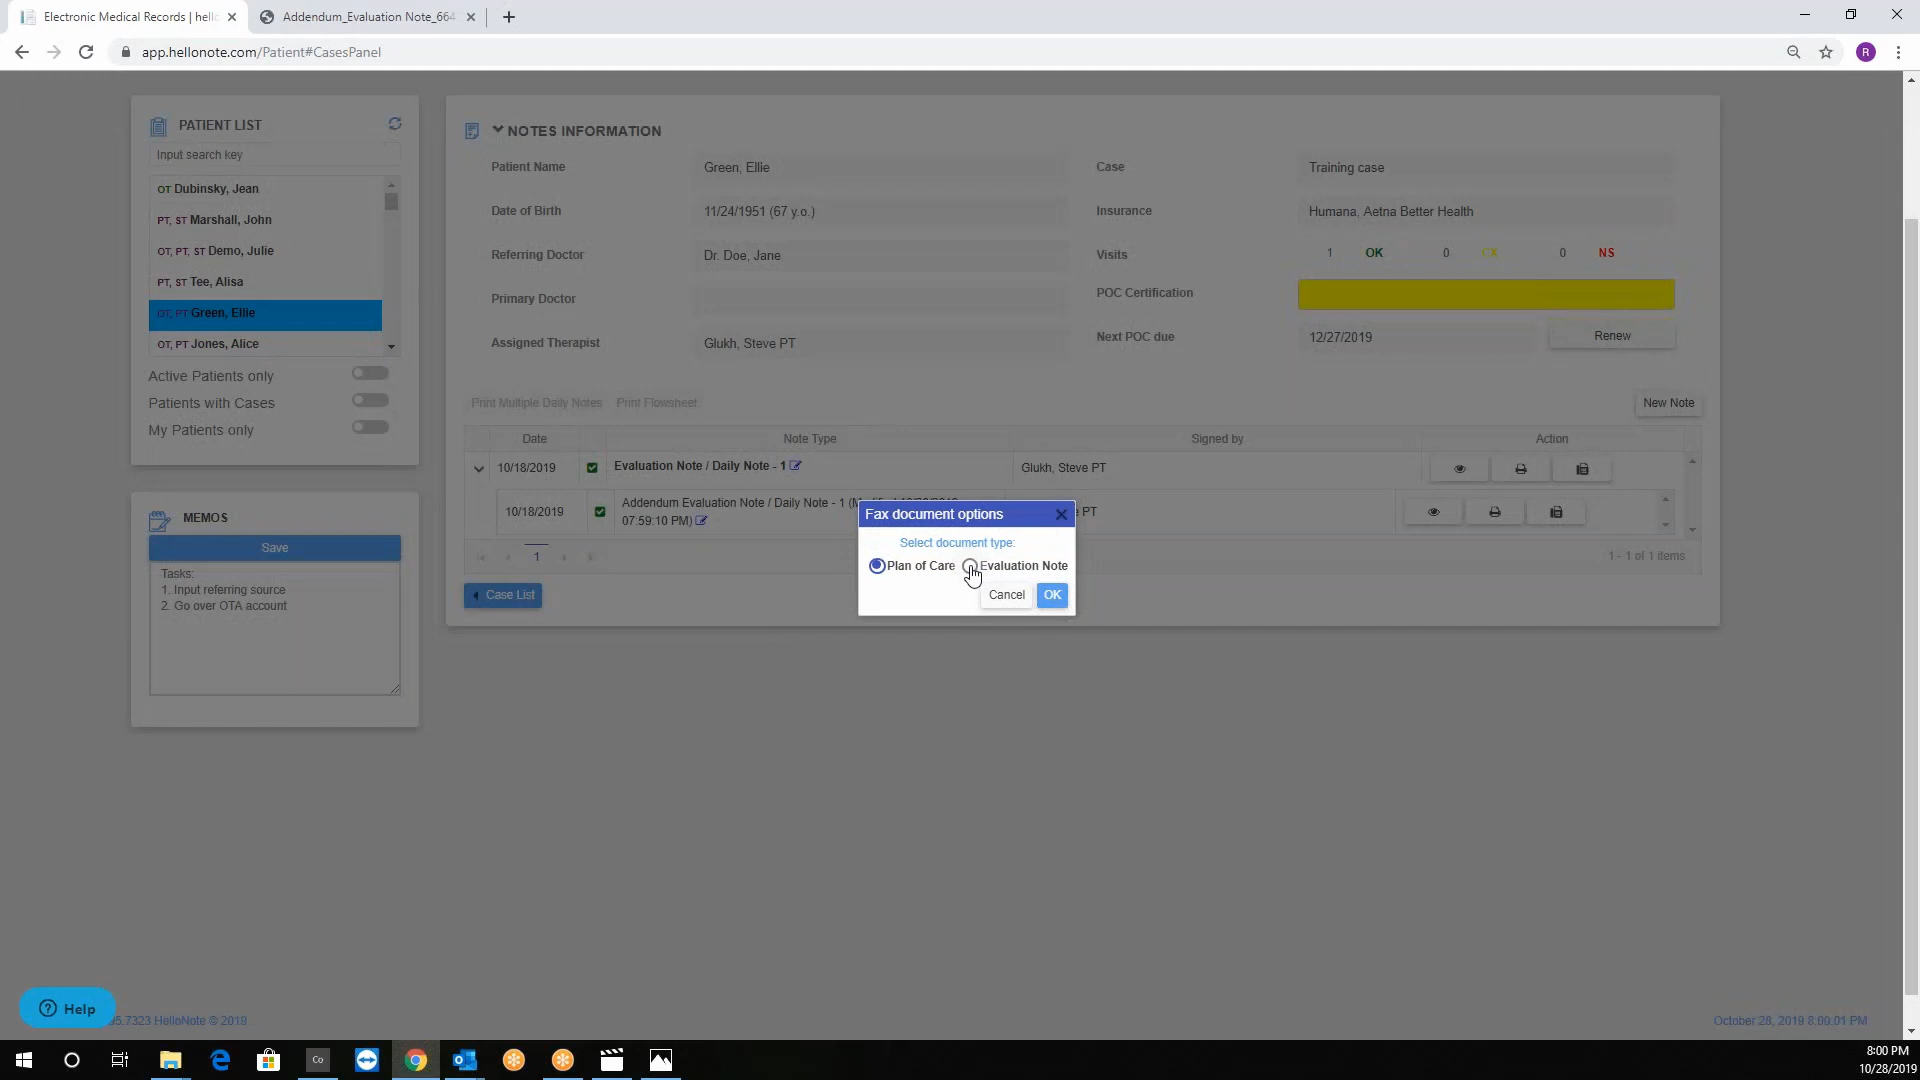 Electronic Medical Records | hell
Addendum_Evaluation Note_664
app.hellonote.com/Patient#CasesPanel
R
PATIENT LIST
Input search key
OT Dubinsky, Jean
PT, ST Marshall, John
OT, PT, ST Demo, Julie
PT, ST Tee, Alisa
OT, PT Green, Ellie
OT, PT Jones, Alice
Active Patients only
Patients with Cases
My Patients only
MEMOS
Save
Tasks:
1. Input referring source
2. Go over OTA account
NOTES INFORMATION
Patient Name Green, Ellie Case Training case
Date of Birth 11/24/1951 (67 y.o.) Insurance Humana, Aetna Better Health
Referring Doctor Dr. Doe, Jane Visits 1 OK 0 CX 0 NS
Primary Doctor POC Certification
Assigned Therapist Glukh, Steve PT Next POC due 12/27/2019 Renew
Print Multiple Daily Notes Print Flowsheet New Note
Date Note Type Signed by Action
10/18/2019 Evaluation Note / Daily Note - 1 Glukh, Steve PT
10/18/2019 Addendum Evaluation Note / Daily Note - 1
07:59:10 PM) PT
1 1 - 1 of 1 items
Case List
Fax document options
Select document type:
Plan of Care Evaluation Note
Cancel OK
Help
5.7323 HelloNote © 2019
October 28, 2019 8:00:01 PM
Co
8:00 PM
10/28/2019